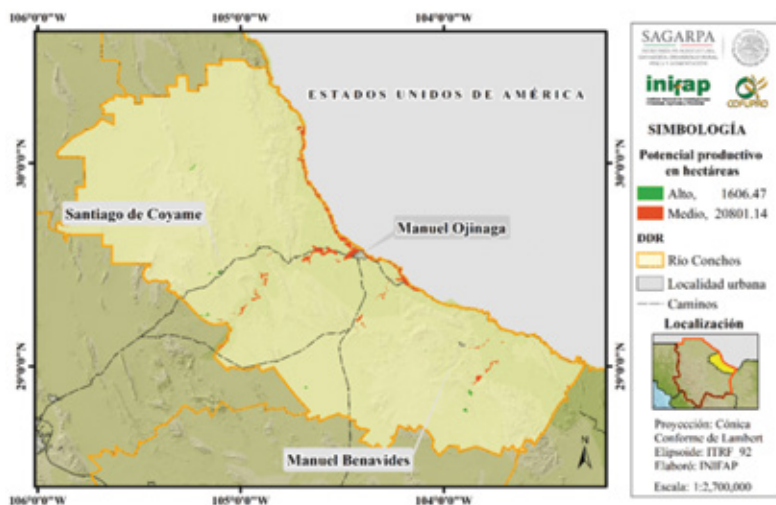 106°0'0"W
105°0'0"W
104°0'0"W
30°0'0"N
29°0'0"N
ESTADOS UNIDOS DE AMÉRICA
Santiago de Coyame
Manuel Ojinaga
Manuel Benavides
N
106°0'0"W
105°0'0"W
104°0'0"W
30°0'0"N
29°0'0"N
SAGARPA
inifap
COFUPRO
SIMBOLOGÍA
Potencial productivo
en hectáreas
Alto, 1606.47
Medio, 20801.14
DDR
Río Conchos
Localidad urbana
Caminos
Localización
Proyección: Cónica
Conforme de Lambert
Elipsoide: ITRF 92
Elaboró: INIFAP
Escala: 1:2,700,000